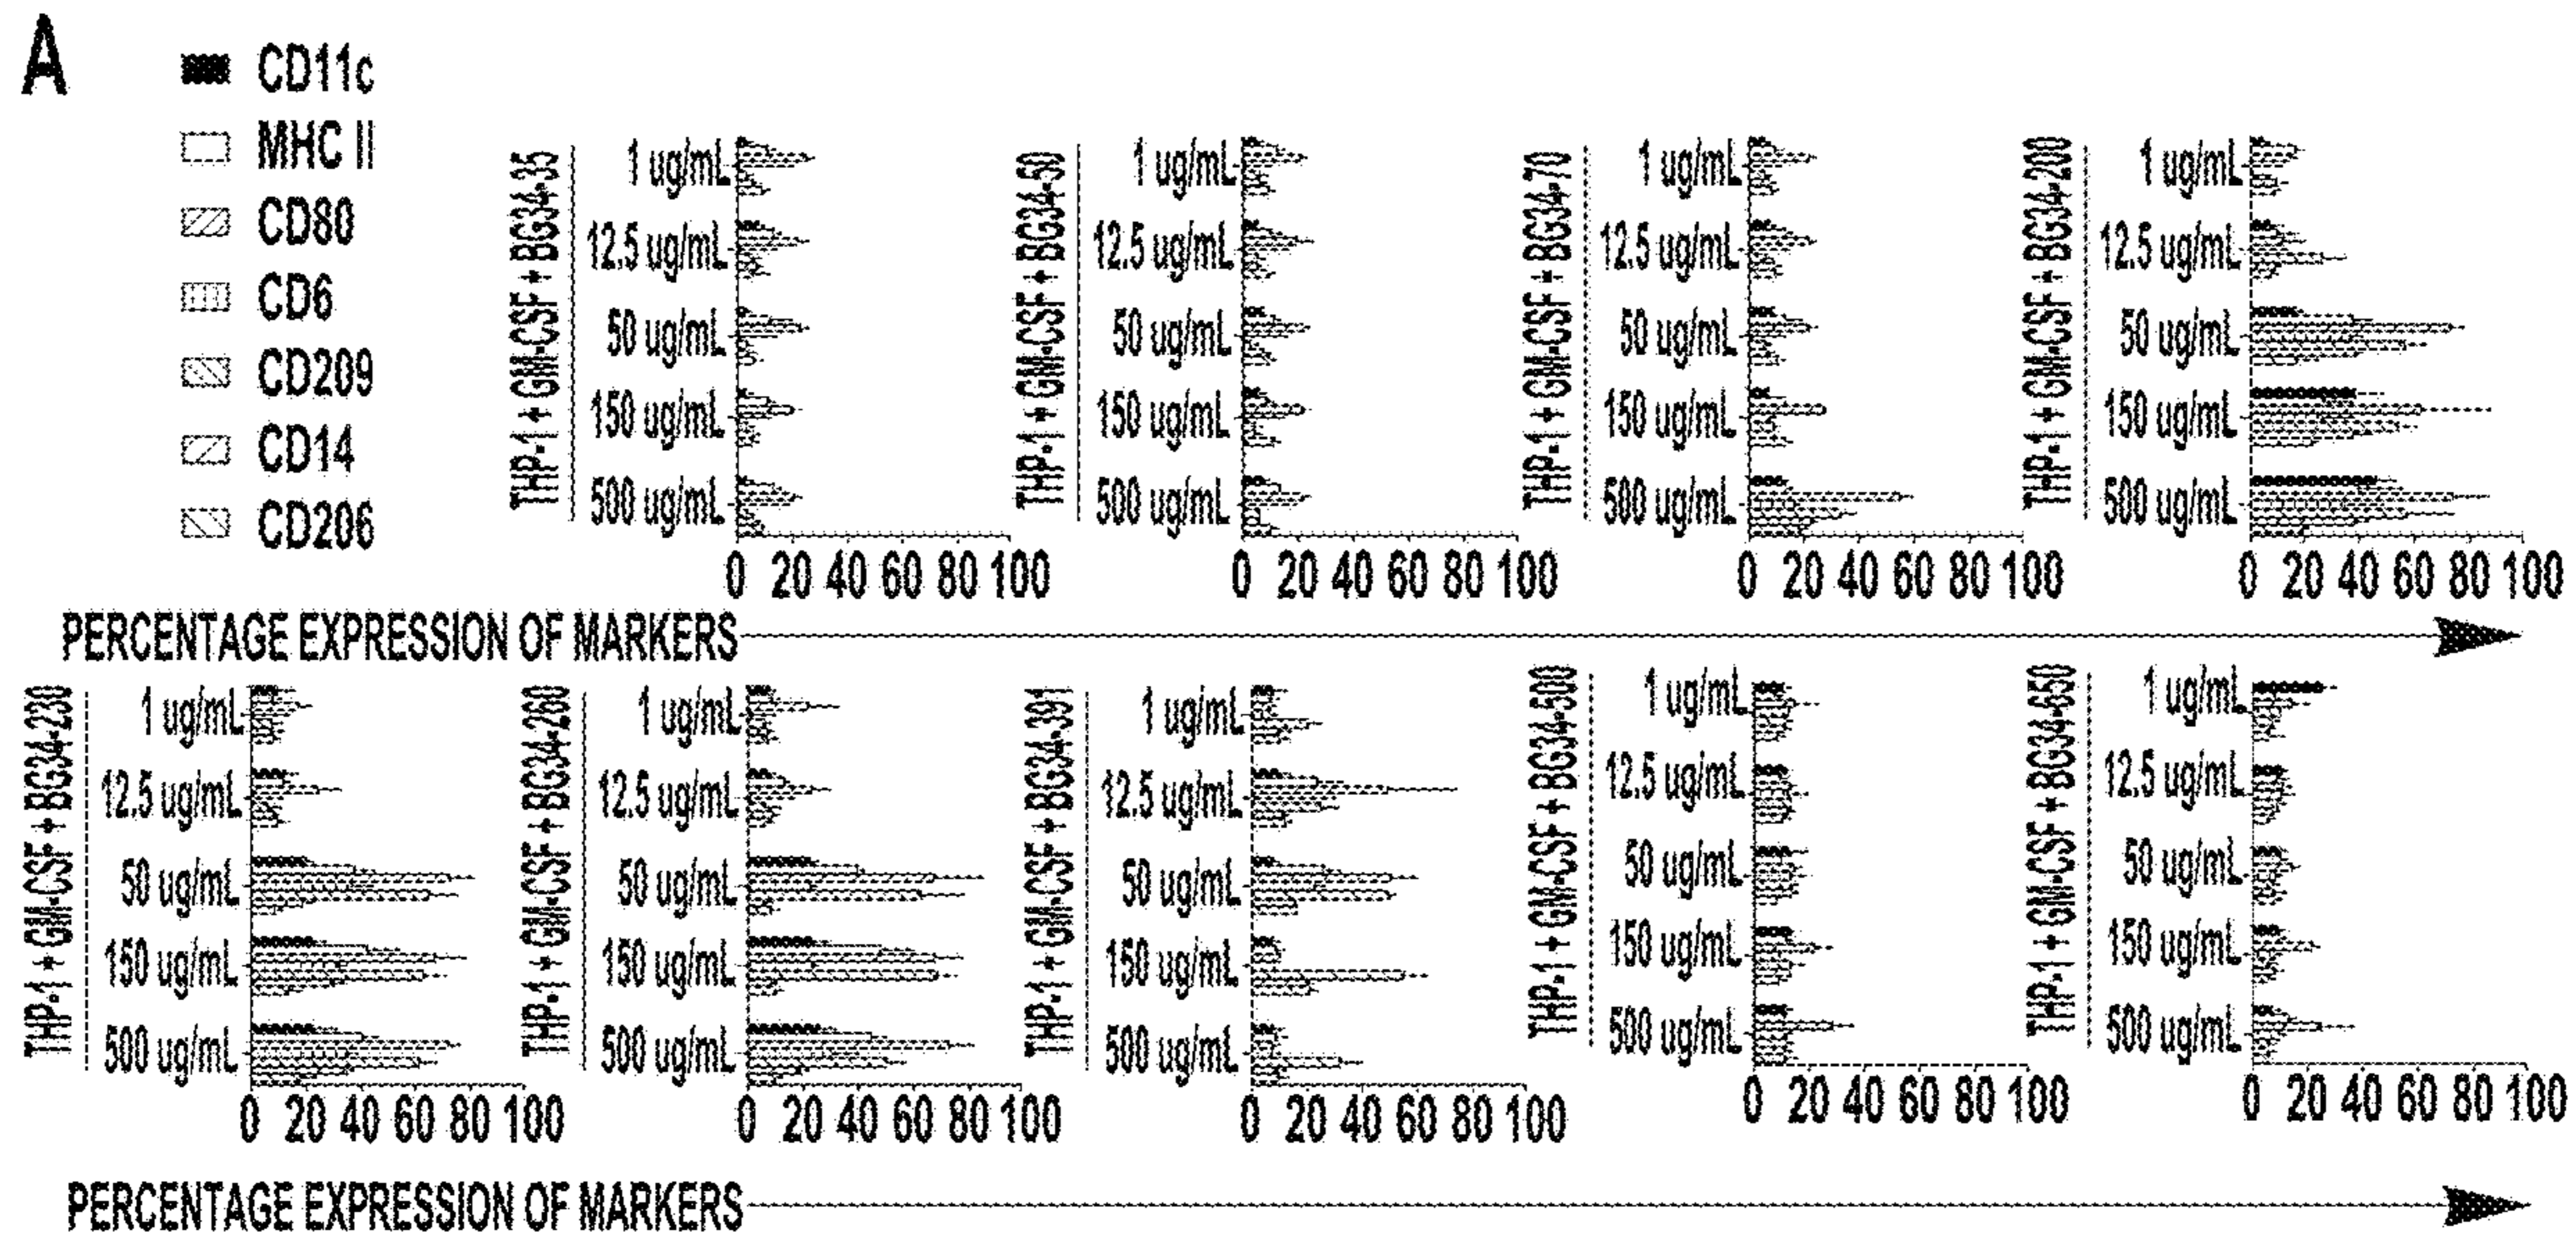 A
CD11c
MHC II
CD80
CD6
CD209
CD14
CD206
THP-1 + GM-CSF + BG34-35
1 ug/mL
12.5 ug/mL
50 ug/mL
150 ug/mL
500 ug/mL
0 20 40 60 80 100
THP-1 + GM-CSF + BG34-50
1 ug/mL
12.5 ug/mL
50 ug/mL
150 ug/mL
500 ug/mL
0 20 40 60 80 100
THP-1 + GM-CSF + BG34-70
1 ug/mL
12.5 ug/mL
50 ug/mL
150 ug/mL
500 ug/mL
0 20 40 60 80 100
THP-1 + GM-CSF + BG34-200
1 ug/mL
12.5 ug/mL
50 ug/mL
150 ug/mL
500 ug/mL
0 20 40 60 80 100
PERCENTAGE EXPRESSION OF MARKERS
THP-1 + GM-CSF + BG34-230
1 ug/mL
12.5 ug/mL
50 ug/mL
150 ug/mL
500 ug/mL
0 20 40 60 80 100
THP-1 + GM-CSF + BG34-260
1 ug/mL
12.5 ug/mL
50 ug/mL
150 ug/mL
500 ug/mL
0 20 40 60 80 100
THP-1 + GM-CSF + BG34-391
1 ug/mL
12.5 ug/mL
50 ug/mL
150 ug/mL
500 ug/mL
0 20 40 60 80 100
THP-1 + GM-CSF + BG34-500
1 ug/mL
12.5 ug/mL
50 ug/mL
150 ug/mL
500 ug/mL
0 20 40 60 80 100
THP-1 + GM-CSF + BG34-650
1 ug/mL
12.5 ug/mL
50 ug/mL
150 ug/mL
500 ug/mL
0 20 40 60 80 100
PERCENTAGE EXPRESSION OF MARKERS